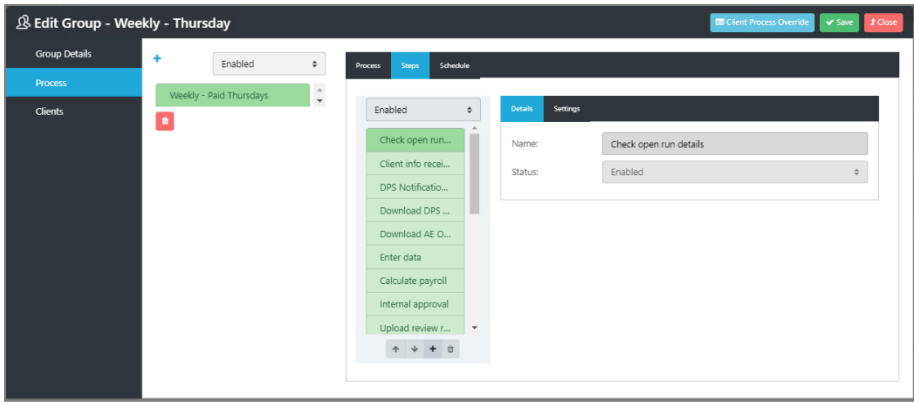 Edit Group - Weekly - Thursday
Client Process Override
Save
Close
Group Details
Process
Clients
Enabled
Weekly - Paid Thursdays
Process
Steps
Schedule
Enabled
Check open run...
Client info recei...
DPS Notificatio...
Download DPS ...
Download AE O...
Enter data
Calculate payroll
Internal approval
Upload review r...
Details
Settings
Name:
Check open run details
Status:
Enabled